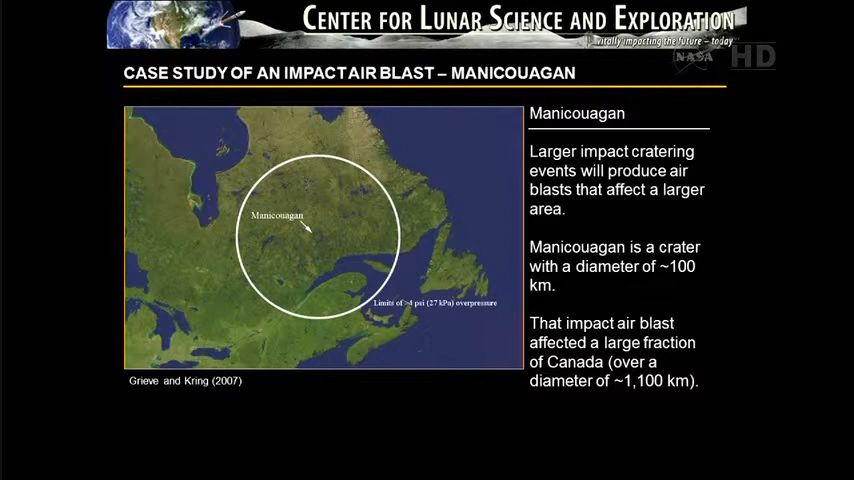 CENTER FOR LUNAR SCIENCE AND EXPLORATION
...vitally impacting the future – today
NASA HD
CASE STUDY OF AN IMPACT AIR BLAST – MANICOUAGAN
Manicouagan
Larger impact cratering
events will produce air
blasts that affect a larger
area.
Manicouagan is a crater
with a diameter of ~100
km.
That impact air blast
affected a large fraction
of Canada (over a
diameter of ~1,100 km).
Manicouagan
Limits of >4 psi (27 kPa) overpressure
Grieve and Kring (2007)